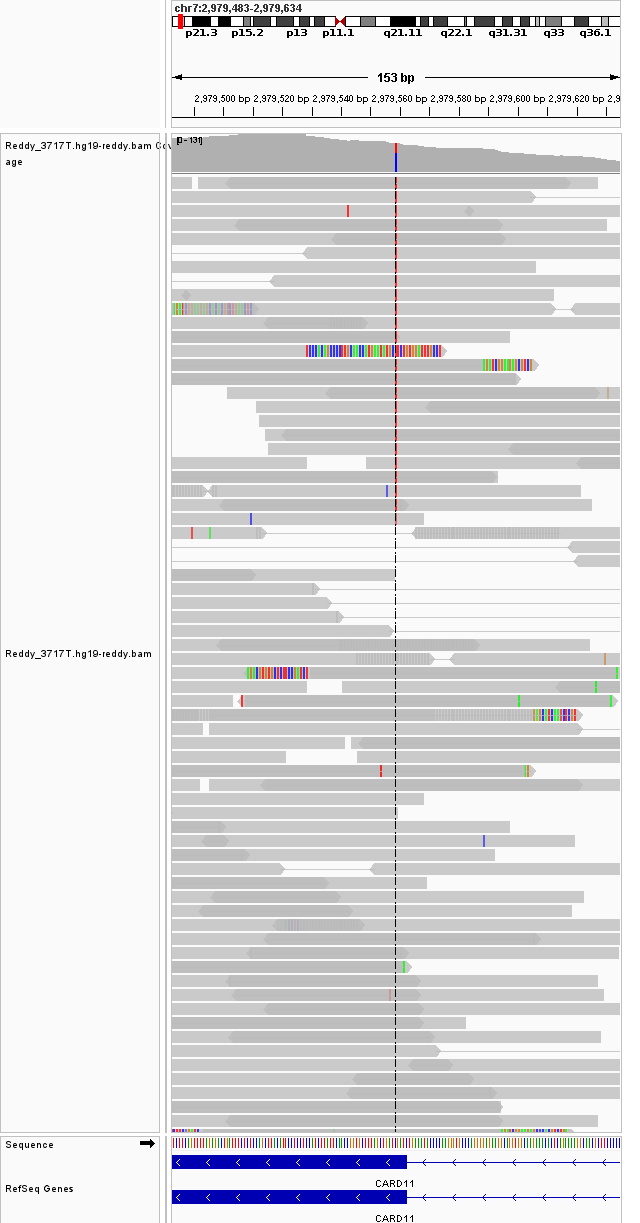 chr7:2,979,483-2,979,634
p21.3 p15.2 p13 p11.1 q21.11 q22.1 q31.31 q33 q36.1
153 bp
2,979,500 bp 2,979,520 bp 2,979,540 bp 2,979,560 bp 2,979,580 bp 2,979,600 bp 2,979,620 bp 2,9
Reddy_3717T.hg19-reddy.bam Cov
age
[0 - 131]
Reddy_3717T.hg19-reddy.bam
Sequence
CARD11
RefSeq Genes
CARD11